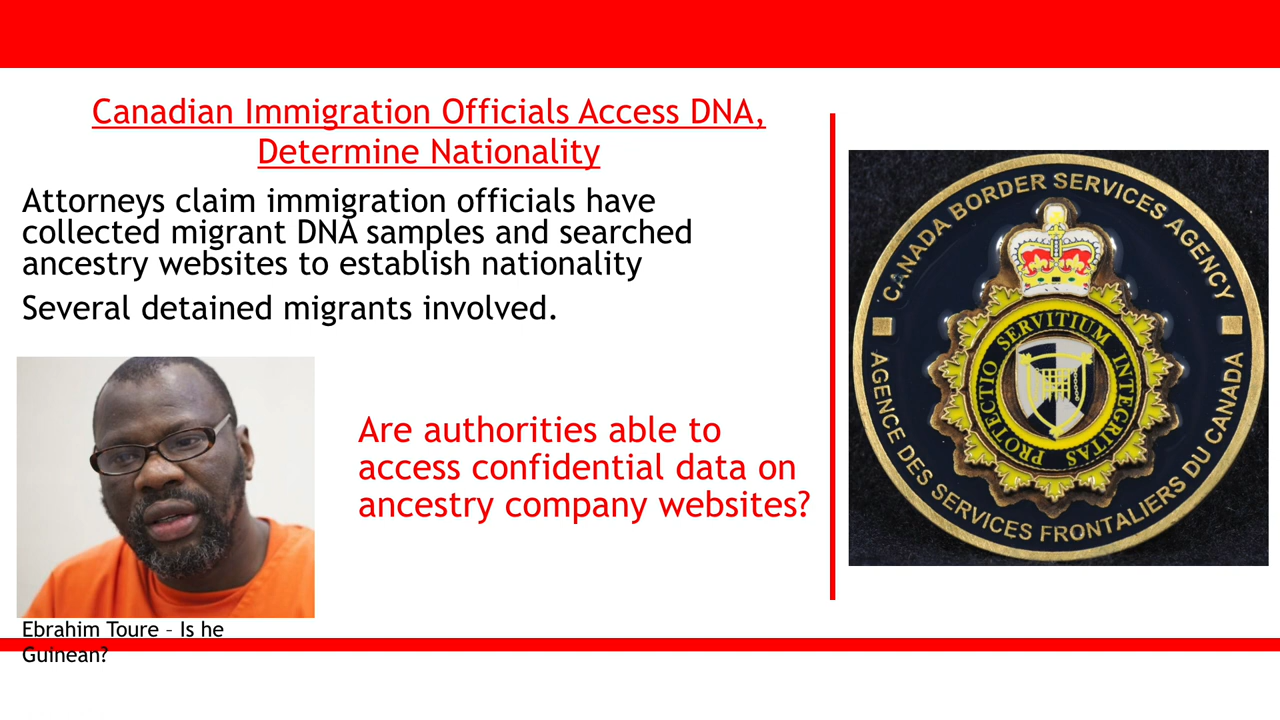 Canadian Immigration Officials Access DNA,
Determine Nationality
Attorneys claim immigration officials have
collected migrant DNA samples and searched
ancestry websites to establish nationality
Several detained migrants involved.
Are authorities able to
access confidential data on
ancestry company websites?
Ebrahim Toure – Is he
Guinean?
CANADA BORDER SERVICES AGENCY
AGENCE DES SERVICES FRONTALIERS DU CANADA
PROTECTIO SERVITIUM INTEGRITAS